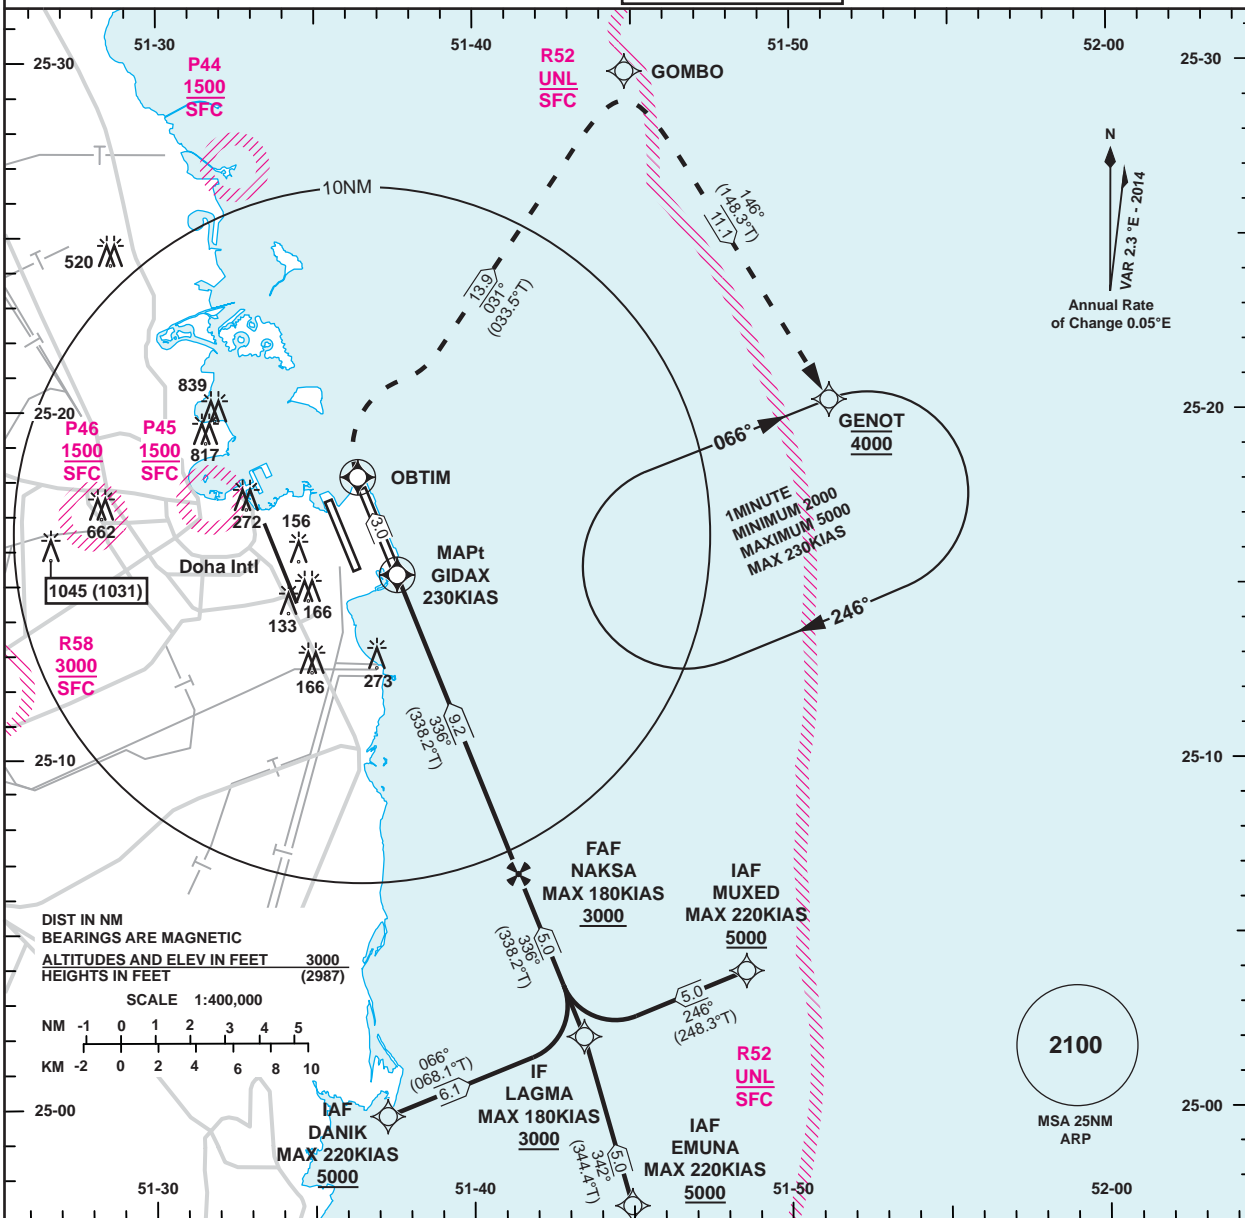 51-30
51-40
51-50
52-00
25-30
25-30
P44
1500
SFC
R52
UNL
SFC
GOMBO
N
VAR 2.3 °E - 2014
Annual Rate
of Change 0.05°E
10NM
146°
(148.3°T)
11.1
T
520
T
13.9
031°
(033.5°T)
T
839
25-20
25-20
817
P46
1500
SFC
P45
1500
SFC
GENOT
4000
066°
OBTIM
1MINUTE
MINIMUM 2000
MAXIMUM 5000
MAX 230KIAS
662
272
156
3.0
MAPt
GIDAX
230KIAS
Doha Intl
1045 (1031)
166
133
246°
R58
3000
SFC
166
273
T
9.2
336°
(338.2°T)
25-10
25-10
T
T
FAF
NAKSA
MAX 180KIAS
3000
IAF
MUXED
MAX 220KIAS
5000
DIST IN NM
BEARINGS ARE MAGNETIC
ALTITUDES AND ELEV IN FEET 3000
HEIGHTS IN FEET (2987)
SCALE 1:400,000
NM -1 0 1 2 3 4 5
KM -2 0 2 4 6 8 10
5.0
336°
(338.2°T)
5.0
246°
(248.3°T)
066°
(068.1°T)
6.1
R52
UNL
SFC
2100
MSA 25NM
ARP
25-00
25-00
IAF
DANIK
MAX 220KIAS
5000
IF
LAGMA
MAX 180KIAS
3000
IAF
EMUNA
MAX 220KIAS
5000
5.0
342°
(344.4°T)
51-30
51-40
51-50
52-00